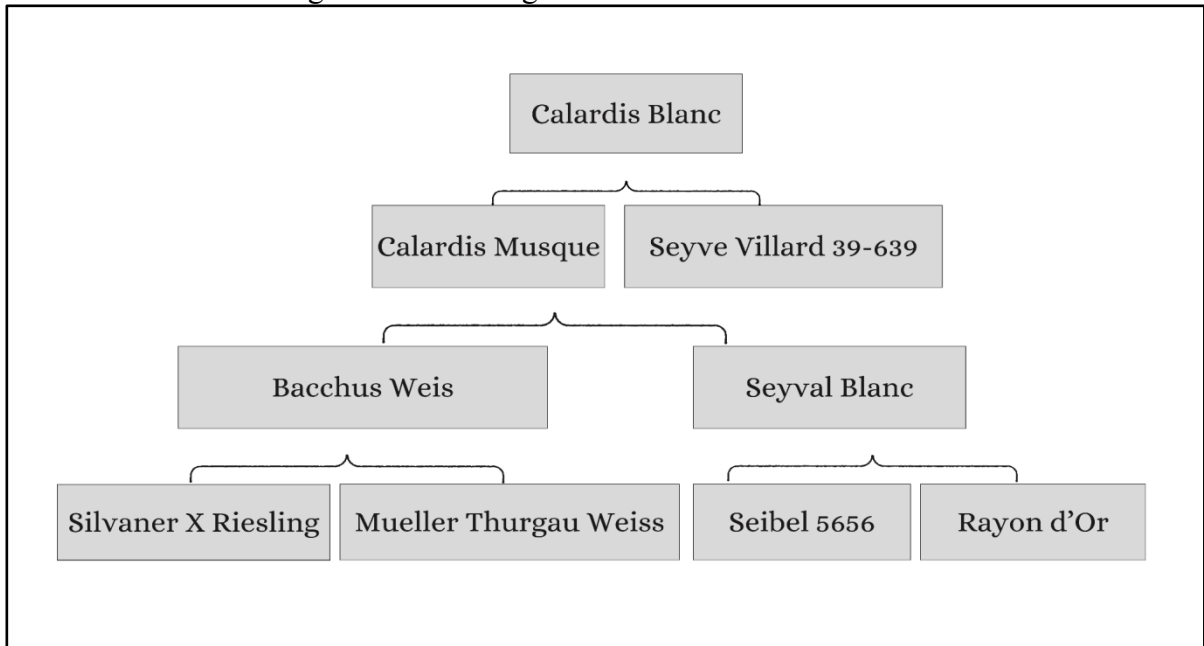 Calardis Blanc
Calardis Musque
Seyve Villard 39-639
Bacchus Weis
Seyval Blanc
Silvaner X Riesling
Mueller Thurgau Weiss
Seibel 5656
Rayon d'Or